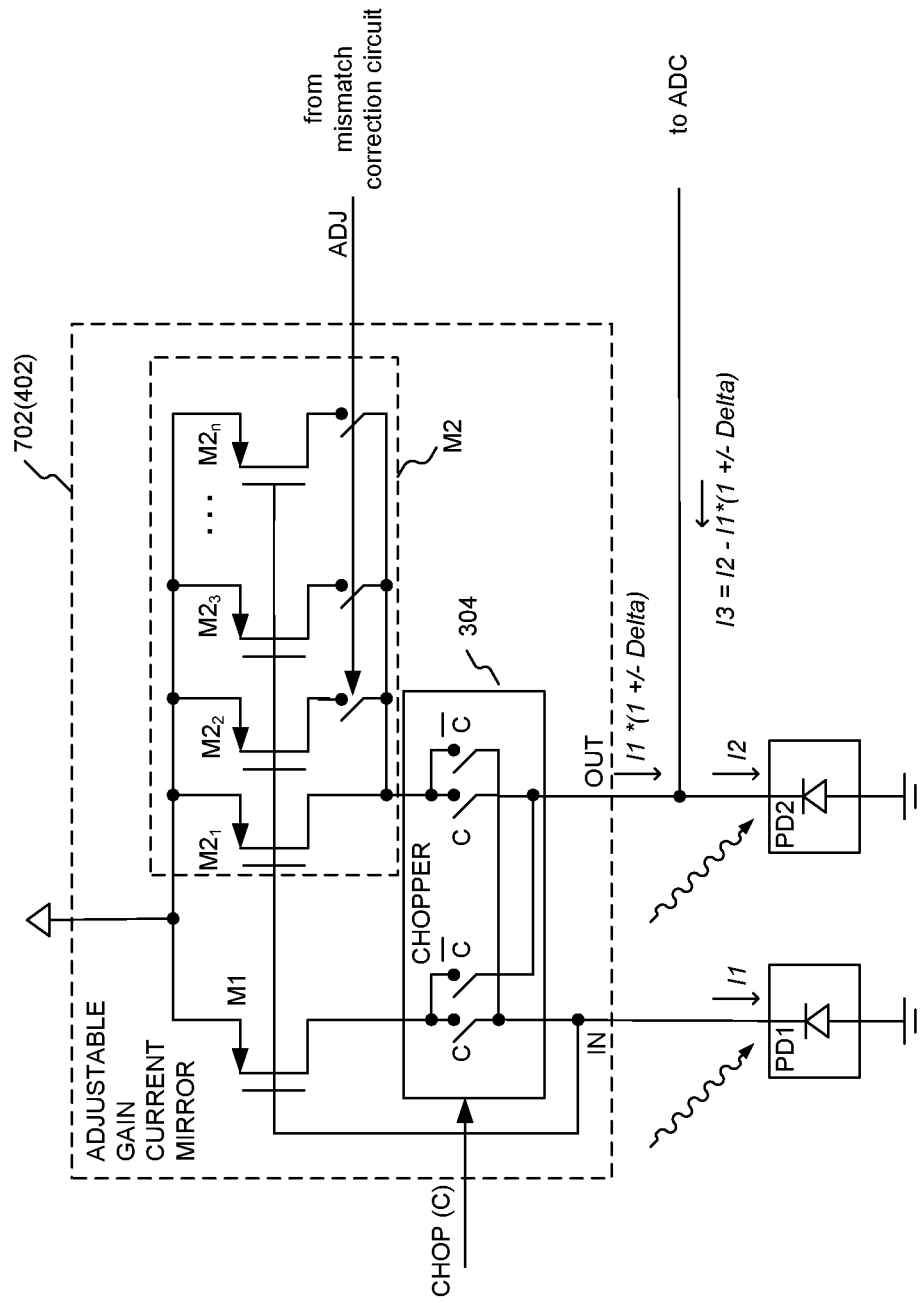 702(402)
ADJUSTABLE
GAIN
CURRENT
MIRROR
M1
M2₁
M2₂
M2₃
. . .
M2ₙ
M2
ADJ
from
mismatch
correction circuit
CHOP (C)
CHOPPER
C
C̅
C
C̅
304
IN
OUT
I1 *(1 +/- Delta)
I1
I2
I3 = I2 - I1*(1 +/- Delta)
to ADC
PD1
PD2